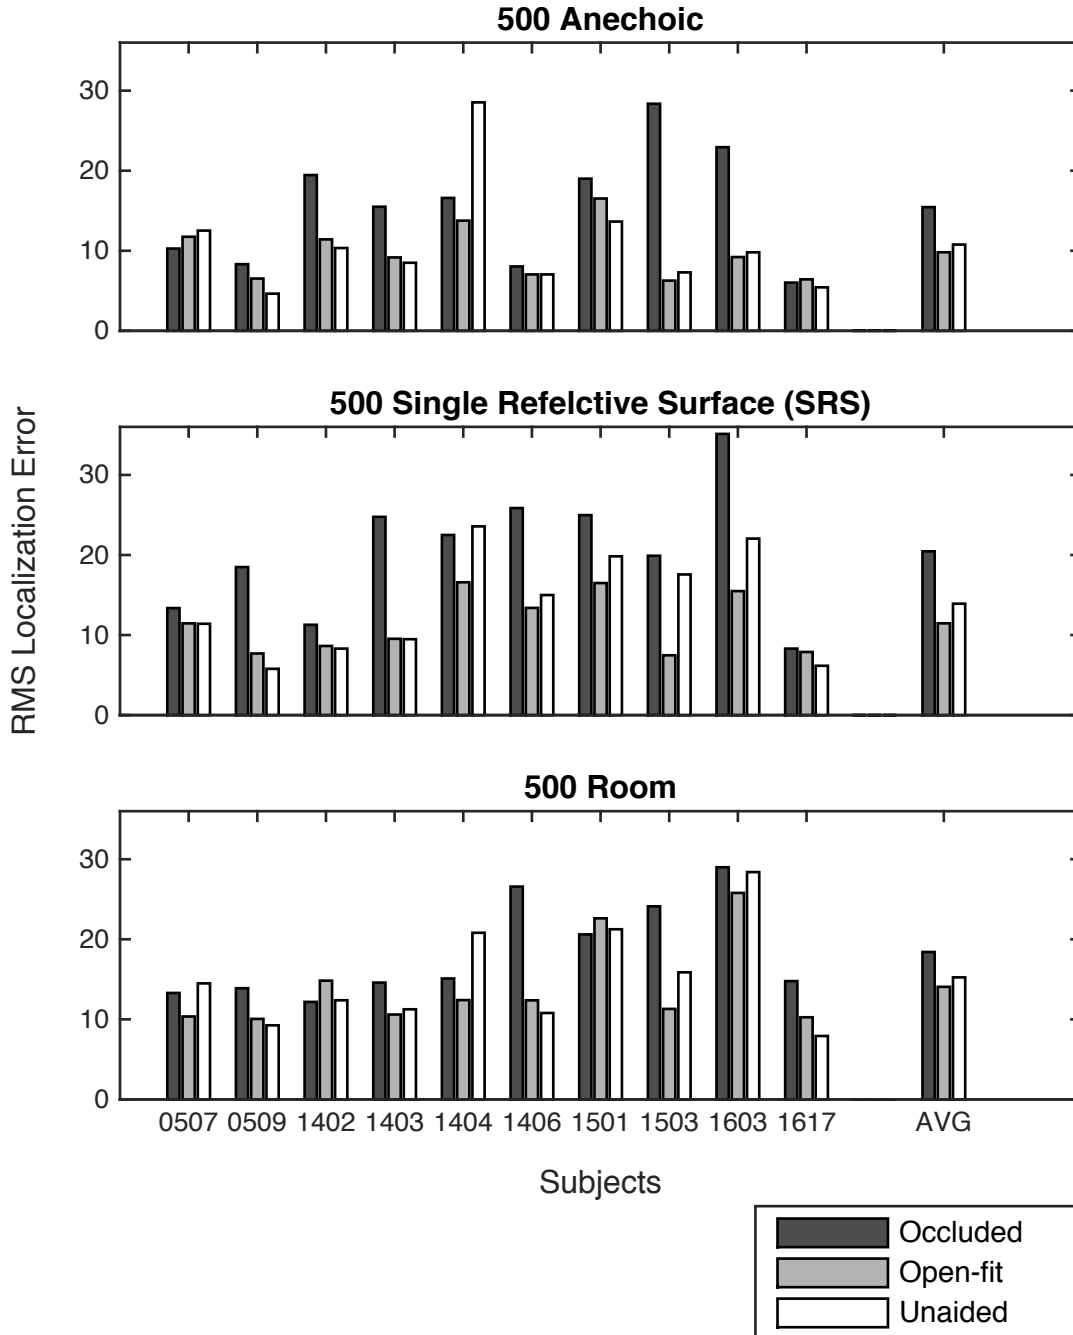 500 Anechoic
30
20
10
0
500 Single Refelctive Surface (SRS)
30
20
10
0
RMS Localization Error
500 Room
30
20
10
0
0507 0509 1402 1403 1404 1406 1501 1503 1603 1617 AVG
Subjects
Occluded
Open-fit
Unaided